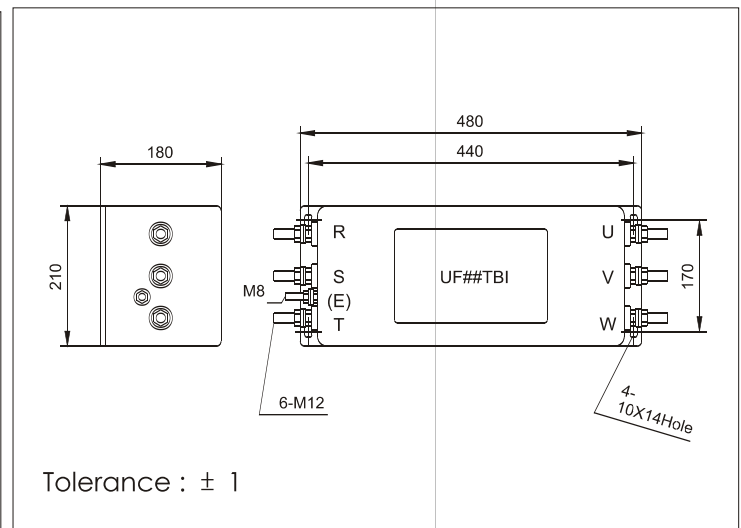 480
180
440
R
U
210
S
UF##TBI
V
170
M8
(E)
T
W
6-M12
4-
10X14Hole
Tolerance : ± 1